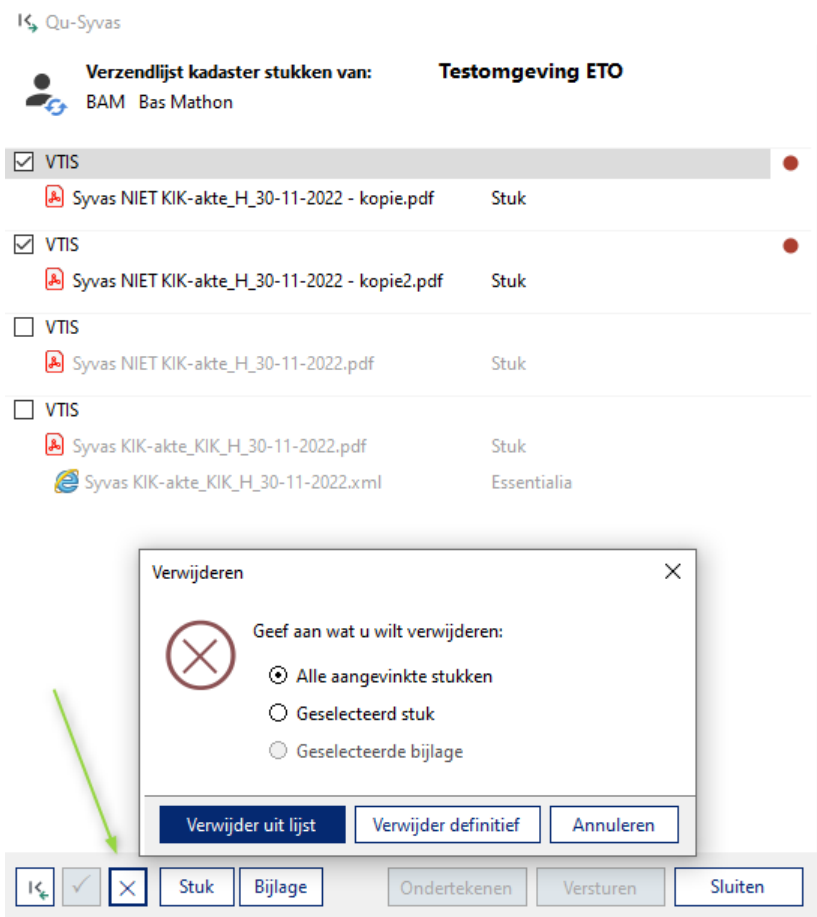 Qu-Syvas
Verzendlijst kadaster stukken van: Testomgeving ETO
BAM Bas Mathon
VTIS
Syvas NIET KIK-akte_H_30-11-2022 - kopie.pdf Stuk
VTIS
Syvas NIET KIK-akte_H_30-11-2022 - kopie2.pdf Stuk
VTIS
Syvas NIET KIK-akte_H_30-11-2022.pdf Stuk
VTIS
Syvas KIK-akte_KIK_H_30-11-2022.pdf Stuk
Syvas KIK-akte_KIK_H_30-11-2022.xml Essentialia
Verwijderen
Geef aan wat u wilt verwijderen:
Alle aangevinkte stukken
Geselecteerd stuk
Geselecteerde bijlage
Verwijder uit lijst Verwijder definitief Annuleren
Stuk Bijlage Ondertekenen Versturen Sluiten